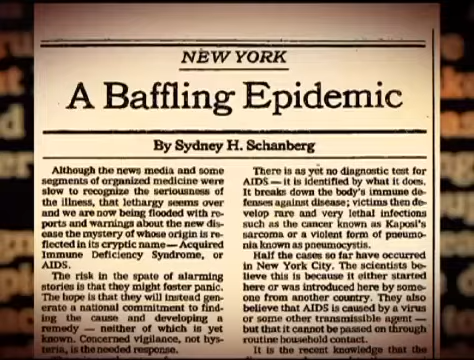 NEW YORK
A Baffling Epidemic
By Sydney H. Schanberg
Although the news media and some
segments of organized medicine were
slow to recognize the seriousness of
the illness, that lethargy seems over
and we are now being flooded with re-
ports and warnings about the new dis-
ease the mystery of whose origin is re-
flected in its cryptic name — Acquired
Immune Deficiency Syndrome, or
AIDS.
The risk in the spate of alarming
stories is that they might foster panic.
The hope is that they will instead gen-
erate a national commitment to find-
ing the cause and developing a
remedy — neither of which is yet
known. Concerned vigilance, not hys-
teria, is the needed response.
There is as yet no diagnostic test for
AIDS — it is identified by what it does.
It breaks down the body's immune de-
fenses against disease; victims then de-
velop rare and very lethal infections
such as the cancer known as Kaposi's
sarcoma or a violent form of pneumo-
nia known as pneumocystis.
Half the cases so far have occurred
in New York City. The scientists be-
lieve this is because it either started
here or was introduced here by some-
one from another country. They also
believe that AIDS is caused by a virus
or some other transmissible agent —
but that it cannot be passed on through
routine household contact.
It is the recent knowledge that the